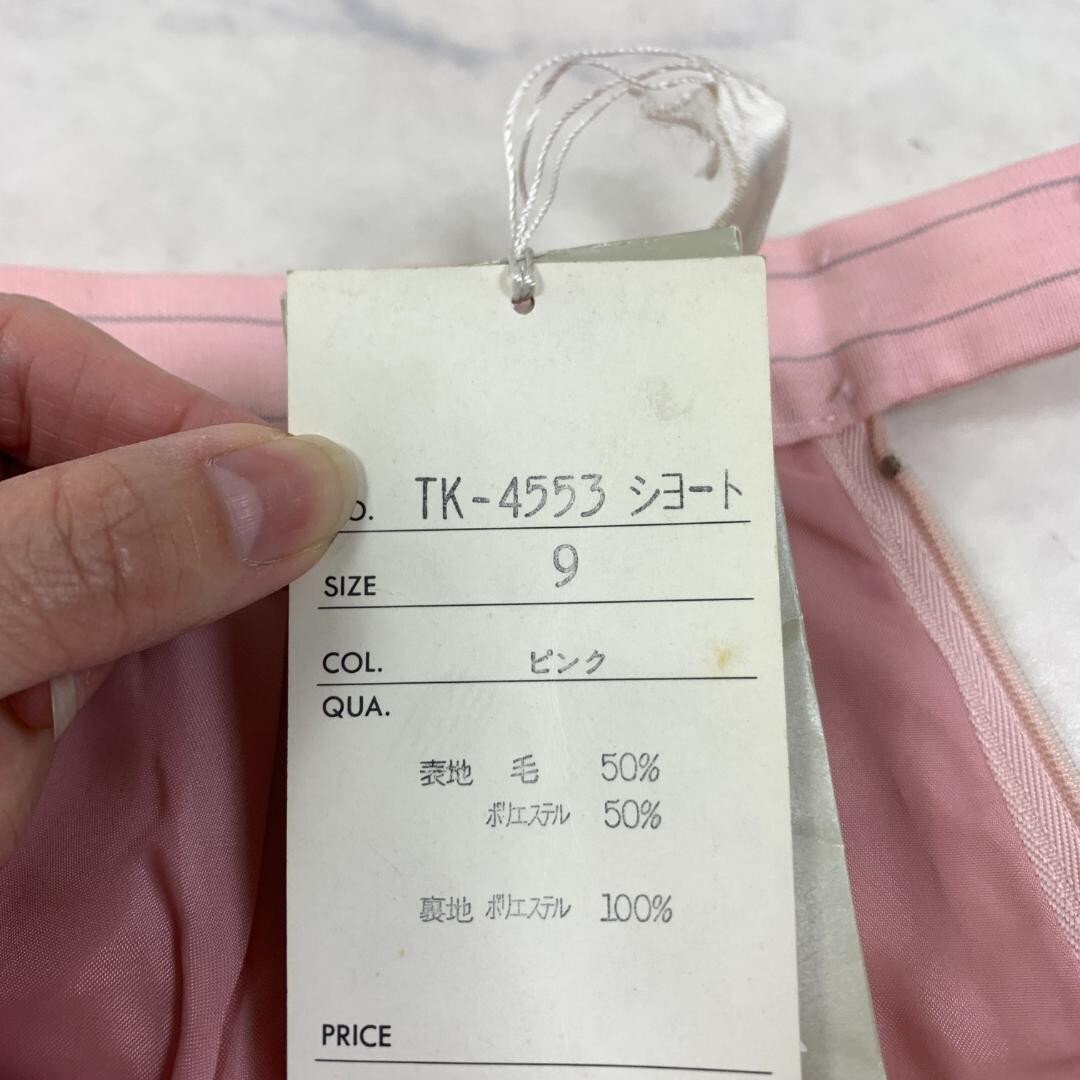 TK-4553 シヨート
SIZE 9
COL. ピンク
QUA.
表地 毛 50%
ポリエステル 50%
裏地 ポリエステル 100%
PRICE